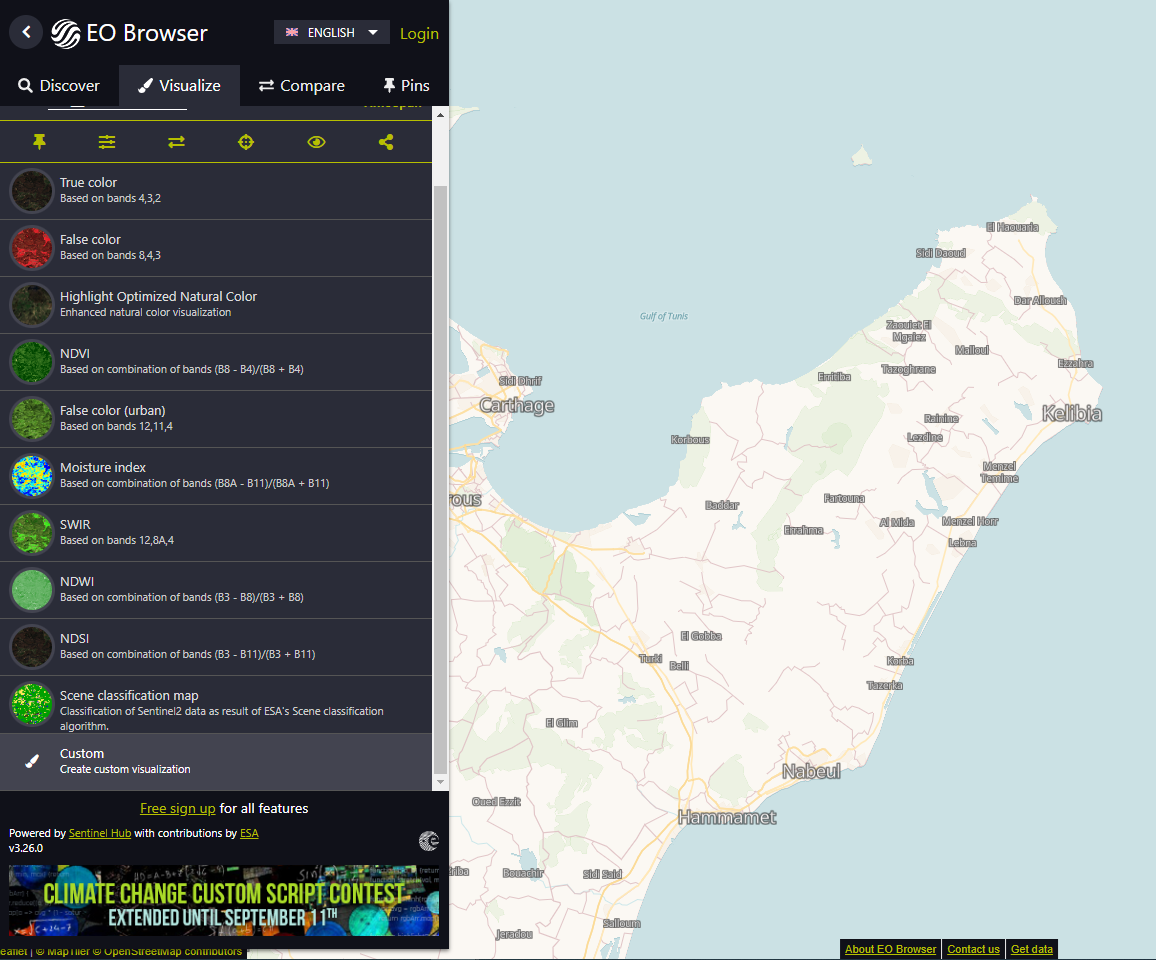 EO Browser
ENGLISH
Login
Discover
Visualize
Compare
Pins
True color
Based on bands 4,3,2
False color
Based on bands 8,4,3
Highlight Optimized Natural Color
Enhanced natural color visualization
NDVI
Based on combination of bands (B8 - B4)/(B8 + B4)
False color (urban)
Based on bands 12,11,4
Moisture index
Based on combination of bands (B8A - B11)/(B8A + B11)
SWIR
Based on bands 12,8A,4
NDWI
Based on combination of bands (B3 - B8)/(B3 + B8)
NDSI
Based on combination of bands (B3 - B11)/(B3 + B11)
Scene classification map
Classification of Sentinel2 data as result of ESA's Scene classification
algorithm.
Custom
Create custom visualization
Free sign up for all features
Powered by Sentinel Hub with contributions by ESA
v3.26.0
CLIMATE CHANGE CUSTOM SCRIPT CONTEST
EXTENDED UNTIL SEPTEMBER 11TH
eaflet | © MapTiler © OpenStreetMap contributors
El Haouaria
Sidi Daoud
Dar Allouch
Gulf of Tunis
Zaouiet El
Mgaiez
Malloul
Ezzahra
Tazoghrane
Erritiba
Sidi Dhrif
Carthage
Kelibia
Rainine
Lezdine
Korbous
Menzel
Temime
rous
Fartouna
Baddar
Al Mida
Menzel Horr
Errahma
Lebna
El Gobba
Turki
Belli
Korba
Tazerka
El Glim
Nabeul
Oued Ezzit
Hammamet
riba
Bouachir
Sidi Said
Salloum
Jeradou
About EO Browser
Contact us
Get data